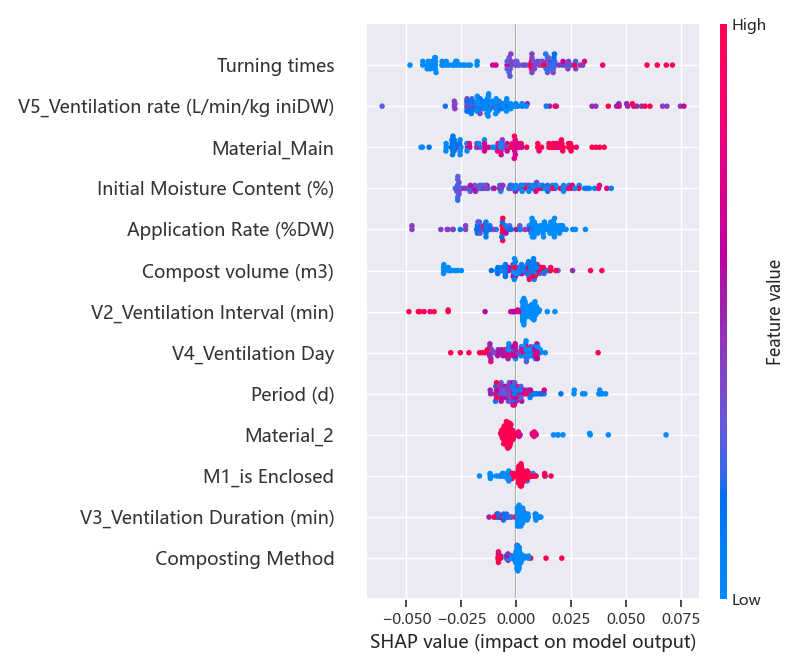 High
Turning times
V5_Ventilation rate (L/min/kg iniDW)
Material_Main
Initial Moisture Content (%)
Application Rate (%DW)
Compost volume (m3)
V2_Ventilation Interval (min)
V4_Ventilation Day
Period (d)
Material_2
M1_is Enclosed
V3_Ventilation Duration (min)
Composting Method
Feature value
Low
−0.050 −0.025 0.000 0.025 0.050 0.075
SHAP value (impact on model output)